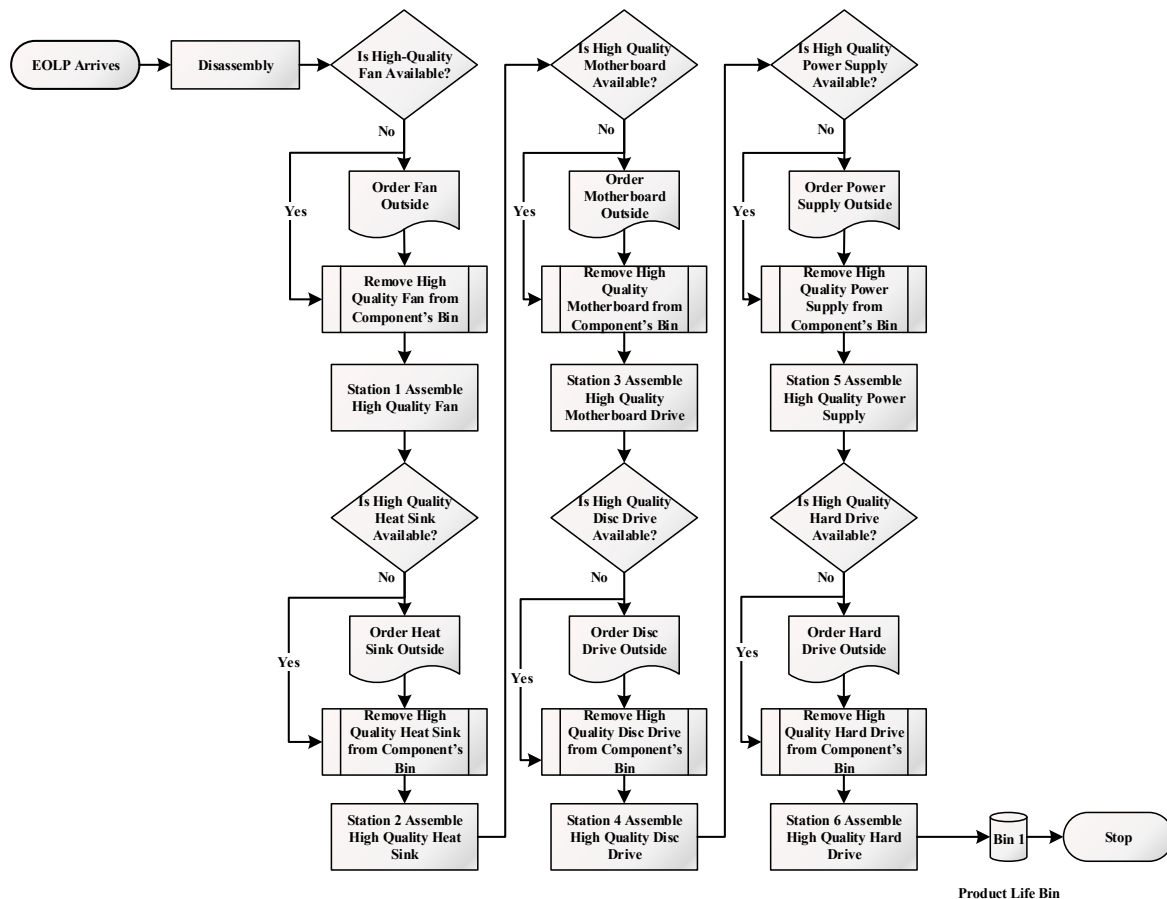 EOLP Arrives
Disassembly
Is High-Quality
Fan Available?
No
Yes
Order Fan
Outside
Remove High
Quality Fan from
Component's Bin
Station 1 Assemble
High Quality Fan
Is High Quality
Heat Sink
Available?
No
Yes
Order Heat
Sink Outside
Remove High
Quality Heat Sink
from Component's
Bin
Station 2 Assemble
High Quality Heat
Sink
Is High Quality
Motherboard
Available?
No
Yes
Order
Motherboard
Outside
Remove High
Quality
Motherboard from
Component's Bin
Station 3 Assemble
High Quality
Motherboard Drive
Is High Quality
Disc Drive
Available?
No
Yes
Order Disc
Drive Outside
Remove High
Quality Disc Drive
from Component's
Bin
Station 4 Assemble
High Quality Disc
Drive
Is High Quality
Power Supply
Available?
No
Yes
Order Power
Supply Outside
Remove High
Quality Power
Supply from
Component's Bin
Station 5 Assemble
High Quality Power
Supply
Is High Quality
Hard Drive
Available?
No
Yes
Order Hard
Drive Outside
Remove High
Quality Hard Drive
from Component's
Bin
Station 6 Assemble
High Quality Hard
Drive
Bin 1
Stop
Product Life Bin